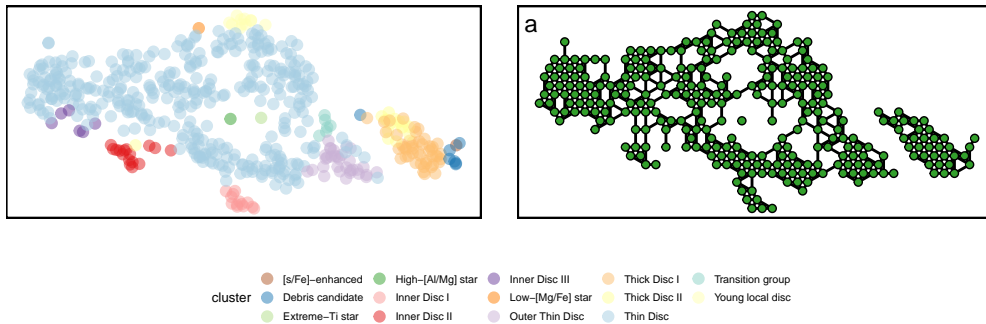 a
[s/Fe]−enhanced High−[Al/Mg] star Inner Disc III Thick Disc I Transition group
cluster Debris candidate Inner Disc I Low−[Mg/Fe] star Thick Disc II Young local disc
Extreme−Ti star Inner Disc II Outer Thin Disc Thin Disc